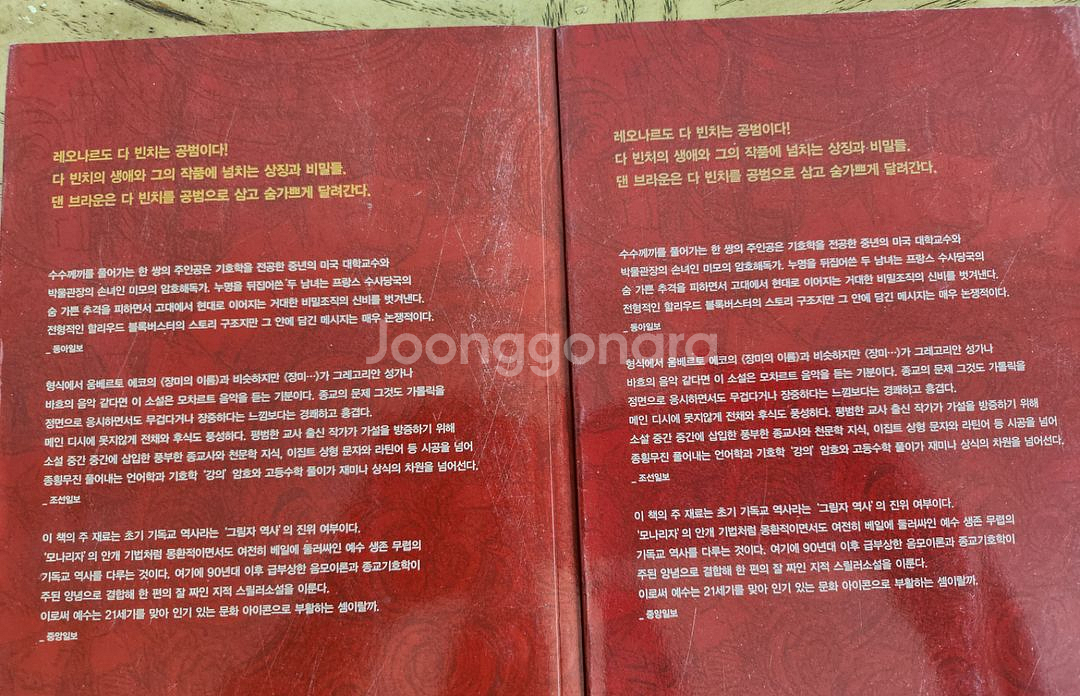 레오나르도 다 빈치는 공범이다!
다 빈치의 생애와 그의 작품에 넘치는 상징과 비밀들.
댄 브라운은 다 빈치를 공범으로 삼고 숨가쁘게 달려간다.
수수께끼를 풀어가는 한 쌍의 주인공은 기호학을 전공한 중년의 미국 대학교수와
박물관장의 손녀인 미모의 암호해독가. 누명을 뒤집어쓴 두 남녀는 프랑스 수사당국의
숨 가쁜 추격을 피하면서 고대에서 현대로 이어지는 거대한 비밀조직의 신비를 벗겨낸다.
전형적인 할리우드 블록버스터의 스토리 구조지만 그 안에 담긴 메시지는 매우 논쟁적이다.
_ 동아일보
형식에서 움베르토 에코의 《장미의 이름》과 비슷하지만 《장미…》가 그레고리안 성가나
바흐의 음악 같다면 이 소설은 모차르트 음악을 듣는 기분이다. 종교의 문제 그것도 가톨릭을
정면으로 응시하면서도 무겁다거나 장중하다는 느낌보다는 경쾌하고 흥겹다.
메인 디시에 못지않게 전채와 후식도 풍성하다. 평범한 교사 출신 작가가 가설을 방증하기 위해
소설 중간 중간에 삽입한 풍부한 종교사와 천문학 지식, 이집트 상형 문자와 라틴어 등 시공을 넘어
종횡무진 풀어내는 언어학과 기호학 '강의' 암호와 고등수학 풀이가 재미나 상식의 차원을 넘어선다.
_ 조선일보
이 책의 주 재료는 초기 기독교 역사라는 '그림자 역사'의 진위 여부이다.
'모나리자'의 안개 기법처럼 몽환적이면서도 여전히 베일에 둘러싸인 예수 생존 무렵의
기독교 역사를 다루는 것이다. 여기에 90년대 이후 급부상한 음모이론과 종교기호학이
주된 양념으로 결합해 한 편의 잘 짜인 지적 스릴러소설을 이룬다.
이로써 예수는 21세기를 맞아 인기 있는 문화 아이콘으로 부활하는 셈이랄까.
_ 중앙일보
레오나르도 다 빈치는 공범이다!
다 빈치의 생애와 그의 작품에 넘치는 상징과 비밀들.
댄 브라운은 다 빈치를 공범으로 삼고 숨가쁘게 달려간다.
수수께끼를 풀어가는 한 쌍의 주인공은 기호학을 전공한 중년의 미국 대학교수와
박물관장의 손녀인 미모의 암호해독가. 누명을 뒤집어쓴 두 남녀는 프랑스 수사당국의
숨 가쁜 추격을 피하면서 고대에서 현대로 이어지는 거대한 비밀조직의 신비를 벗겨낸다.
전형적인 할리우드 블록버스터의 스토리 구조지만 그 안에 담긴 메시지는 매우 논쟁적이다.
_ 동아일보
형식에서 움베르토 에코의 《장미의 이름》과 비슷하지만 《장미…》가 그레고리안 성가나
바흐의 음악 같다면 이 소설은 모차르트 음악을 듣는 기분이다. 종교의 문제 그것도 가톨릭을
정면으로 응시하면서도 무겁다거나 장중하다는 느낌보다는 경쾌하고 흥겹다.
메인 디시에 못지않게 전채와 후식도 풍성하다. 평범한 교사 출신 작가가 가설을 방증하기 위해
소설 중간 중간에 삽입한 풍부한 종교사와 천문학 지식, 이집트 상형 문자와 라틴어 등 시공을 넘어
종횡무진 풀어내는 언어학과 기호학 '강의' 암호와 고등수학 풀이가 재미나 상식의 차원을 넘어선다.
_ 조선일보
이 책의 주 재료는 초기 기독교 역사라는 '그림자 역사'의 진위 여부이다.
'모나리자'의 안개 기법처럼 몽환적이면서도 여전히 베일에 둘러싸인 예수 생존 무렵의
기독교 역사를 다루는 것이다. 여기에 90년대 이후 급부상한 음모이론과 종교기호학이
주된 양념으로 결합해 한 편의 잘 짜인 지적 스릴러소설을 이룬다.
이로써 예수는 21세기를 맞아 인기 있는 문화 아이콘으로 부활하는 셈이랄까.
_ 중앙일보
Joonggonara